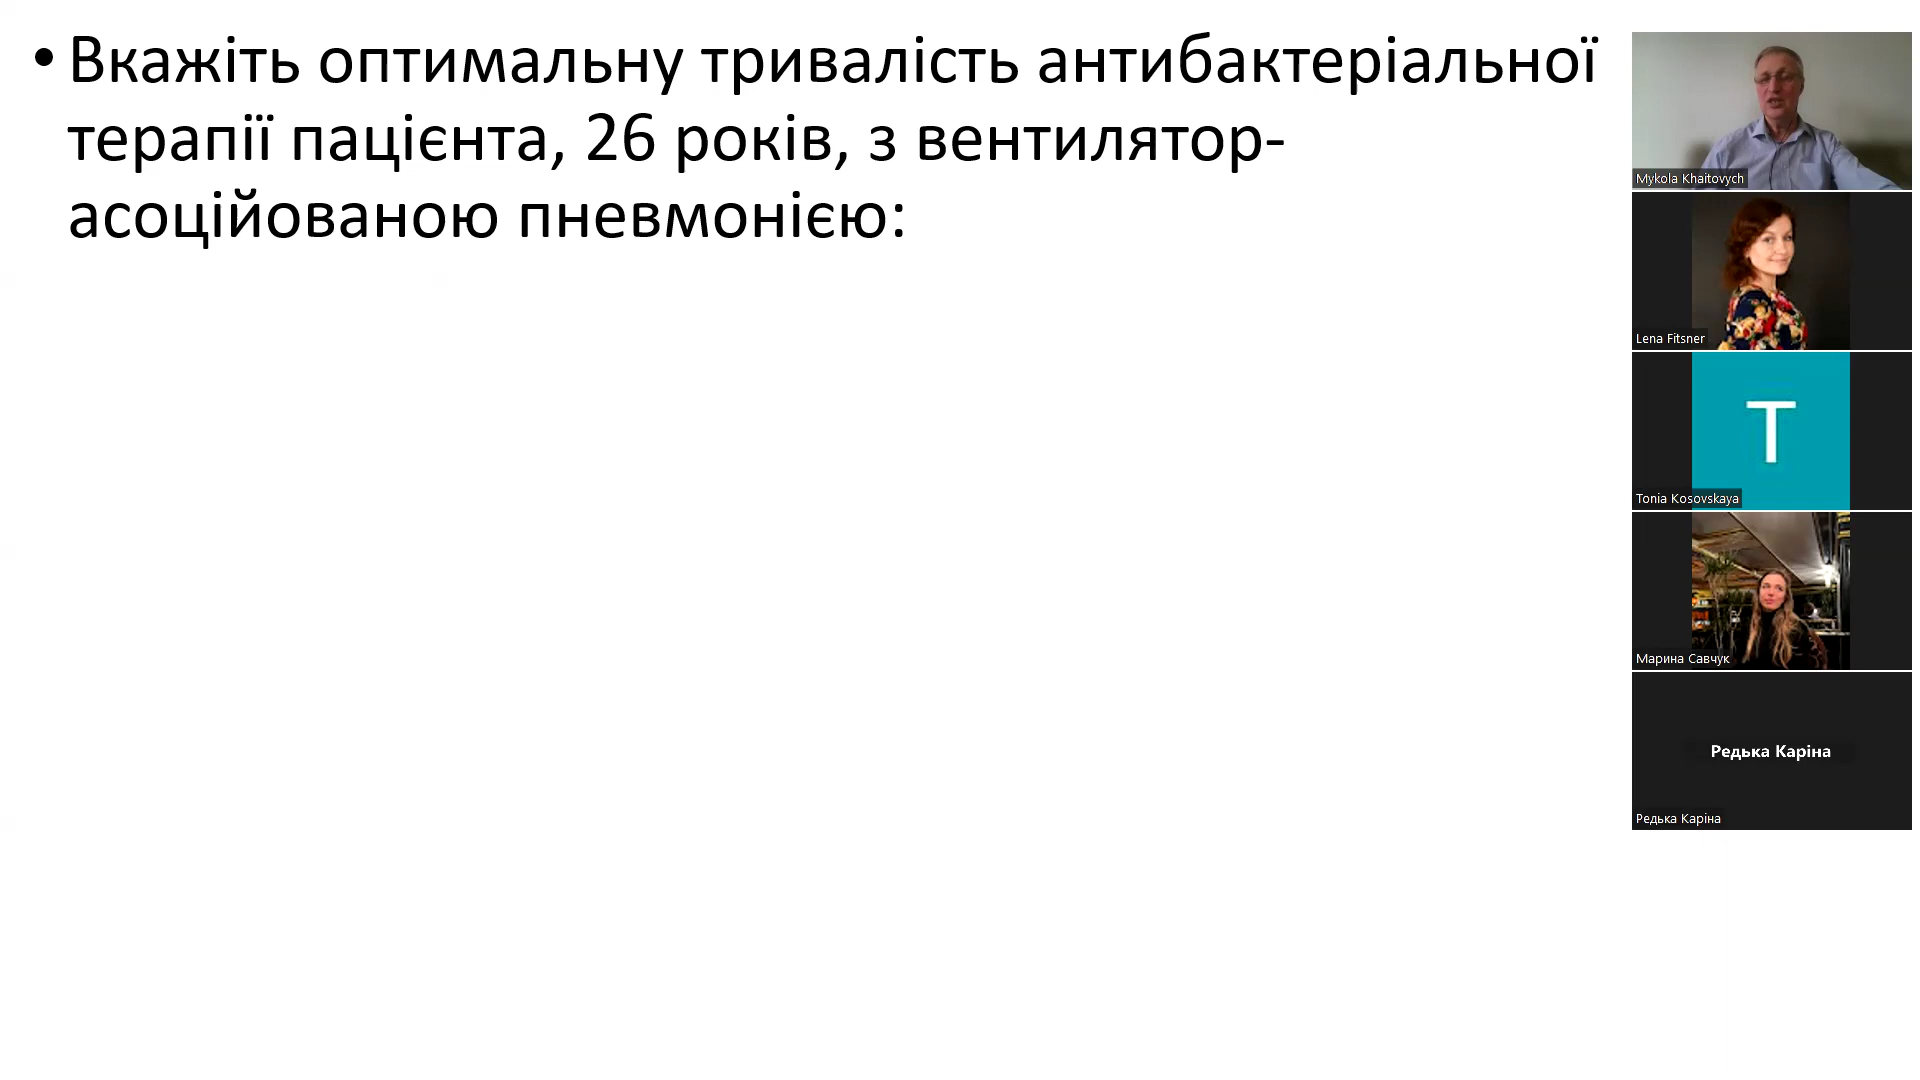 • Вкажіть оптимальну тривалість антибактеріальної
терапії пацієнта, 26 років, з вентилятор-
асоційованою пневмонією:
Mykola Khaitovych
Lena Fitsner
T
Tonia Kosovskaya
Марина Савчук
Редька Каріна
Редька Каріна